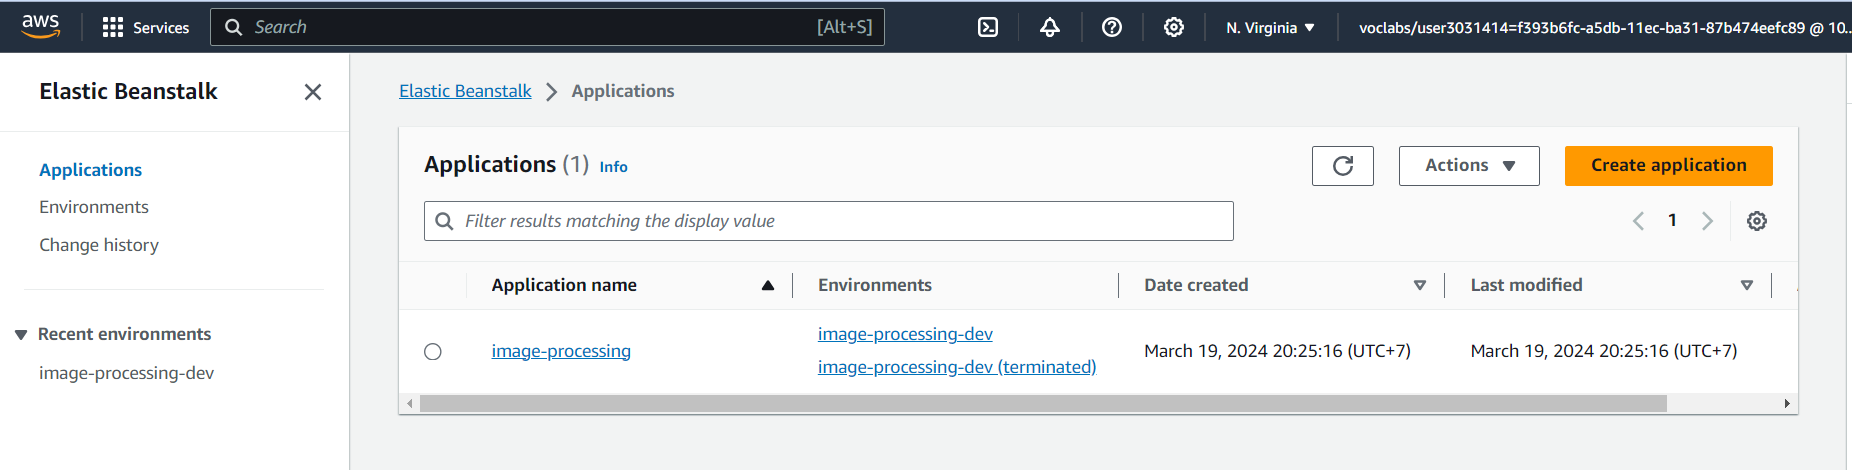 aws Services Search [Alt+S] N. Virginia voclabs/user3031414=f393b6fc-a5db-11ec-ba31-87b474eefc89 @ 10...
Elastic Beanstalk
Applications
Environments
Change history
Recent environments
image-processing-dev
Elastic Beanstalk Applications
Applications (1) Info Actions Create application
Filter results matching the display value 1
Application name Environments Date created Last modified
image-processing image-processing-dev March 19, 2024 20:25:16 (UTC+7) March 19, 2024 20:25:16 (UTC+7)
image-processing-dev (terminated)